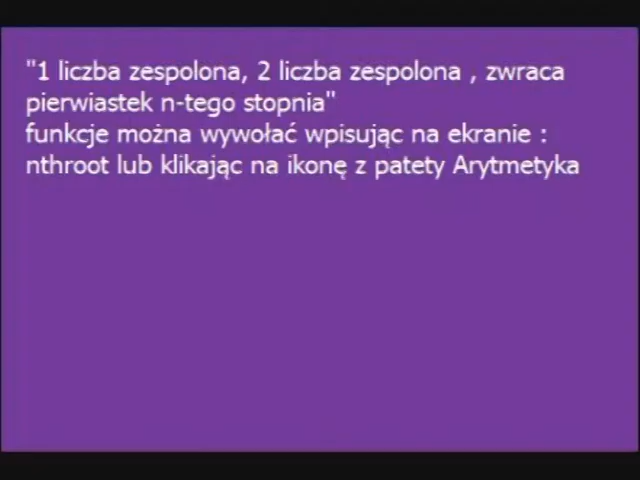 "1 liczba zespolona, 2 liczba zespolona , zwraca
pierwiastek n-tego stopnia"
funkcje można wywołać wpisując na ekranie :
nthroot lub klikając na ikonę z patety Arytmetyka